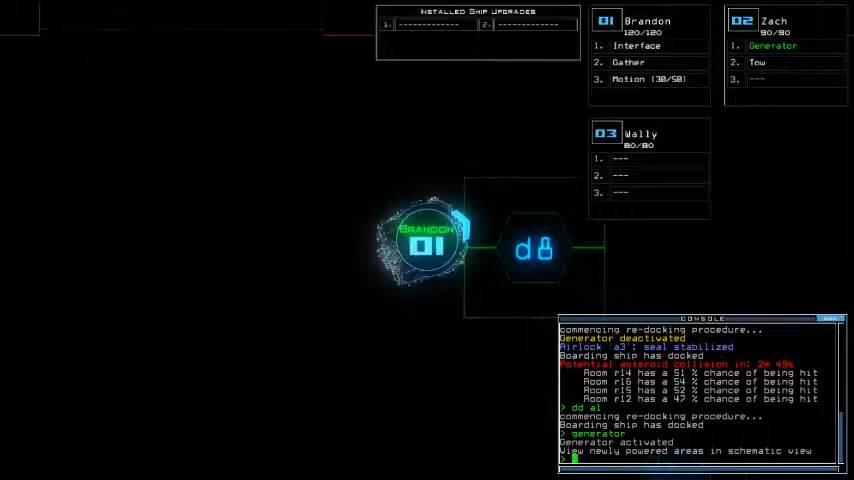 INSTALLED SHIP UPGRADES
1. -------------- 2. --------------
01 Brandon
120/120
1. Interface
2. Gather
3. Motion (30/50)
02 Zach
90/90
1. Generator
2. Tow
3. ---
03 Wally
80/80
1. ---
2. ---
3. ---
BRANDON
01
d8
CONSOLE
commencing re-docking procedure...
Generator deactivated
Airlock 'a3': seal stabilized
Boarding ship has docked
Potential asteroid collision in: 2m 49s
Room r14 has a 51 % chance of being hit
Room r16 has a 54 % chance of being hit
Room r15 has a 52 % chance of being hit
Room r12 has a 47 % chance of being hit
> dd a1
commencing re-docking procedure...
Boarding ship has docked
> generator
Generator activated
View newly powered areas in schematic view
>